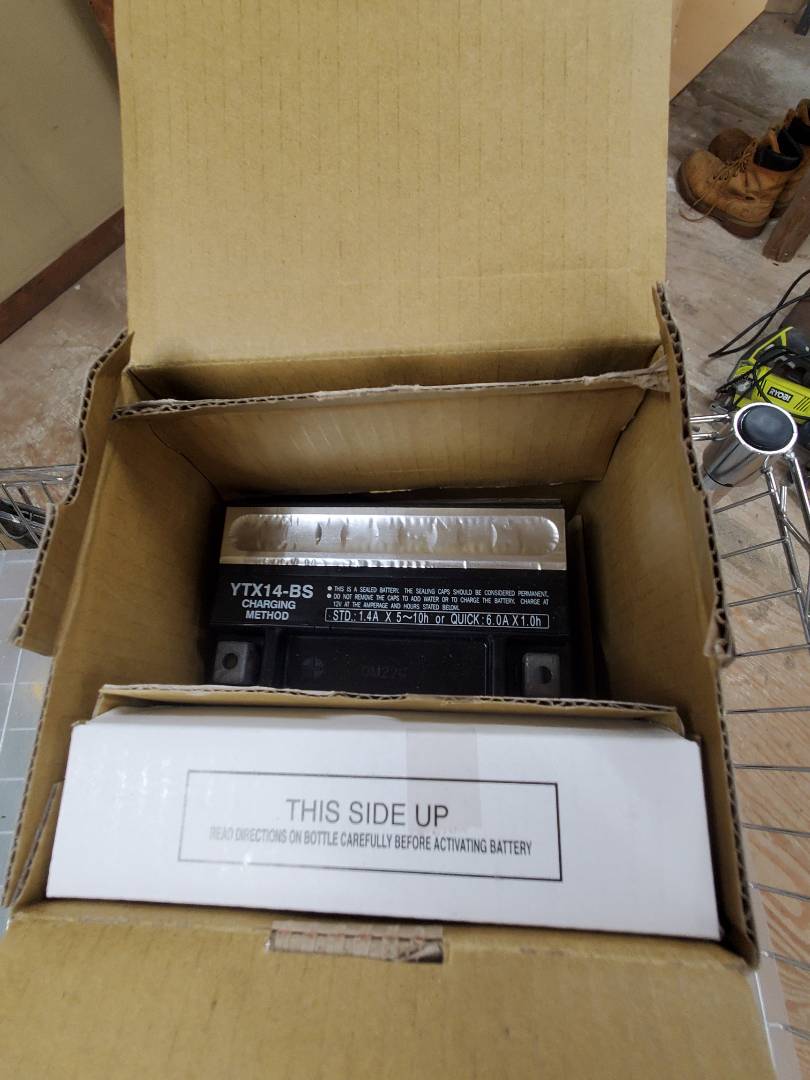 RYOBI
YTX14-BS
CHARGING
METHOD
● THIS IS A SEALED BATTERY. THE SEALING CAPS SHOULD BE CONSIDERED PERMANENT.
● DO NOT REMOVE THE CAPS TO ADD WATER OR TO CHARGE THE BATTERY. CHARGE AT
12V AT THE AMPERAGE AND HOURS STATED BELOW.
STD.: 1.4A X 5~10h or QUICK: 6.0A X 1.0h
THIS SIDE UP
READ DIRECTIONS ON BOTTLE CAREFULLY BEFORE ACTIVATING BATTERY